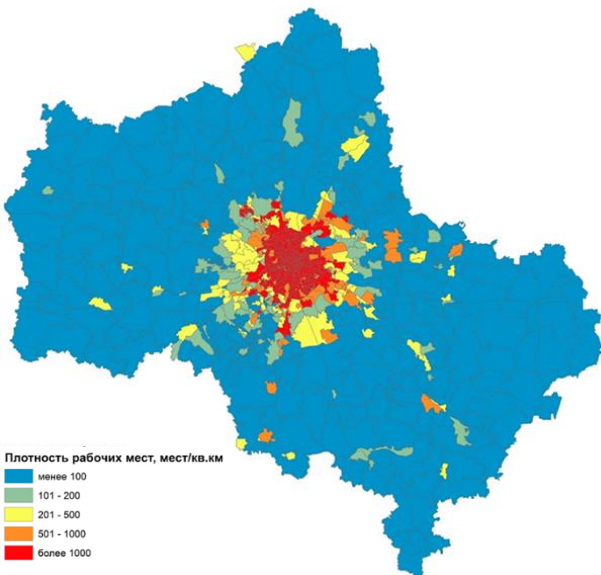 Плотность рабочих мест, мест/кв.км
менее 100
101 - 200
201 - 500
501 - 1000
более 1000